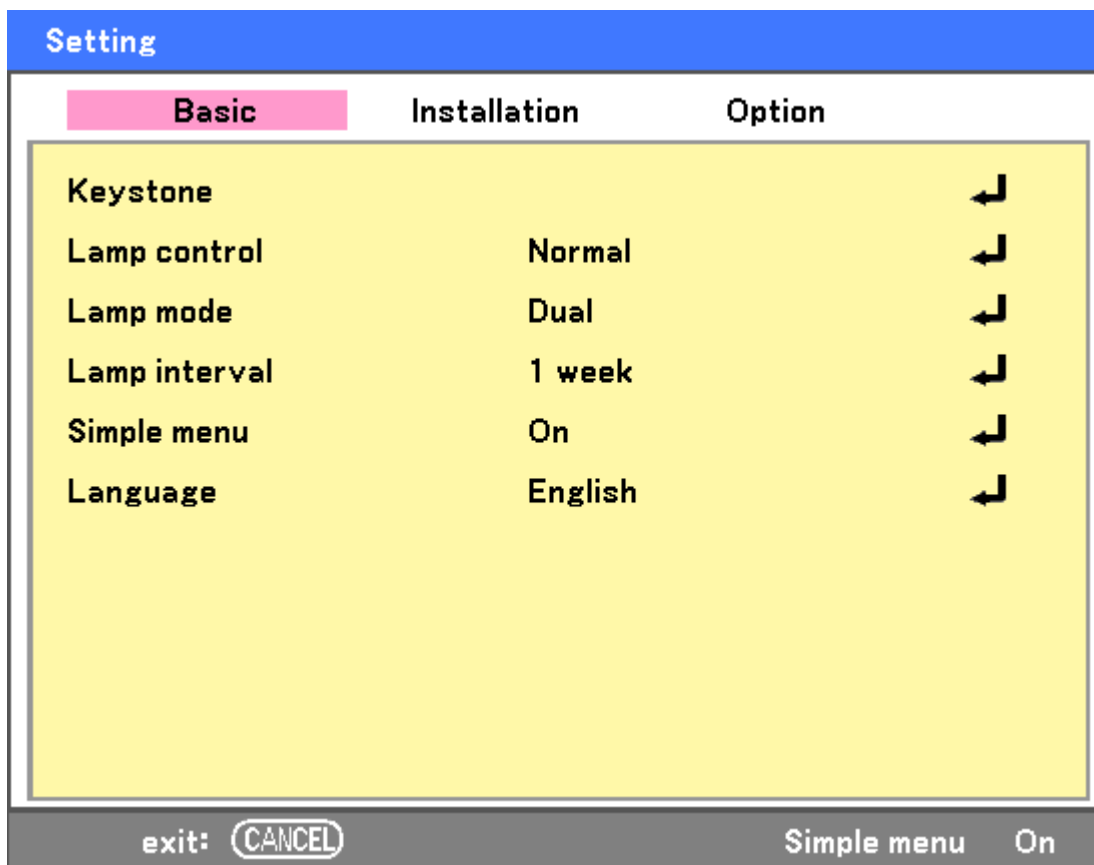 Setting
Basic Installation Option
Keystone
Lamp control Normal
Lamp mode Dual
Lamp interval 1 week
Simple menu On
Language English
exit: CANCEL Simple menu On